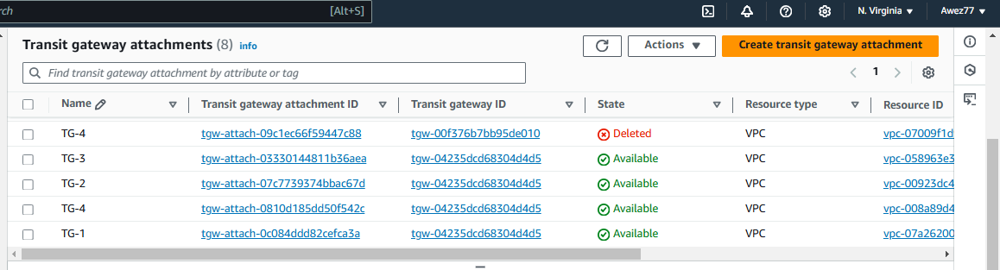 rch [Alt+S] N. Virginia Awez77
Transit gateway attachments (8) info Actions Create transit gateway attachment
Find transit gateway attachment by attribute or tag 1
Name Transit gateway attachment ID Transit gateway ID State Resource type Resource ID
TG-4 tgw-attach-09c1ec66f59447c88 tgw-00f376b7bb95de010 Deleted VPC vpc-07009f1d
TG-3 tgw-attach-03330144811b36aea tgw-04235dcd68304d4d5 Available VPC vpc-058963e3
TG-2 tgw-attach-07c7739374bbac67d tgw-04235dcd68304d4d5 Available VPC vpc-00923dc4
TG-4 tgw-attach-0810d185dd50f542c tgw-04235dcd68304d4d5 Available VPC vpc-008a89d4
TG-1 tgw-attach-0c084ddd82cefca3a tgw-04235dcd68304d4d5 Available VPC vpc-07a26200